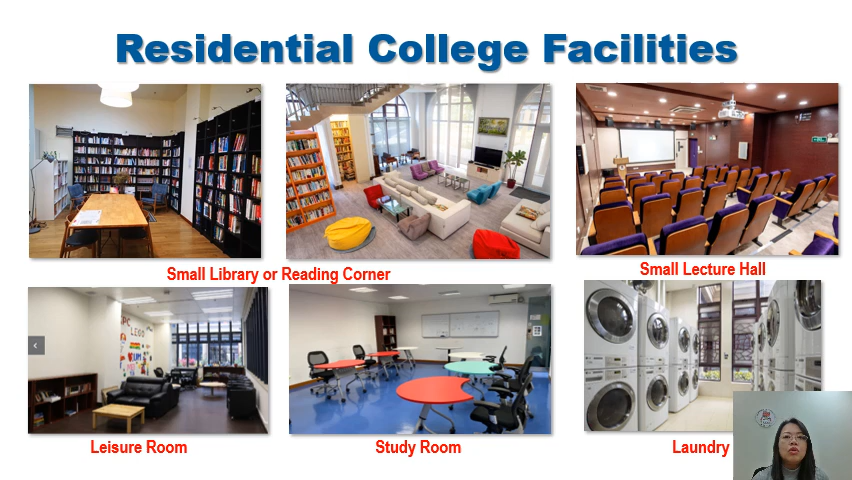 Residential College Facilities
Small Library or Reading Corner
Small Lecture Hall
Leisure Room
Study Room
Laundry